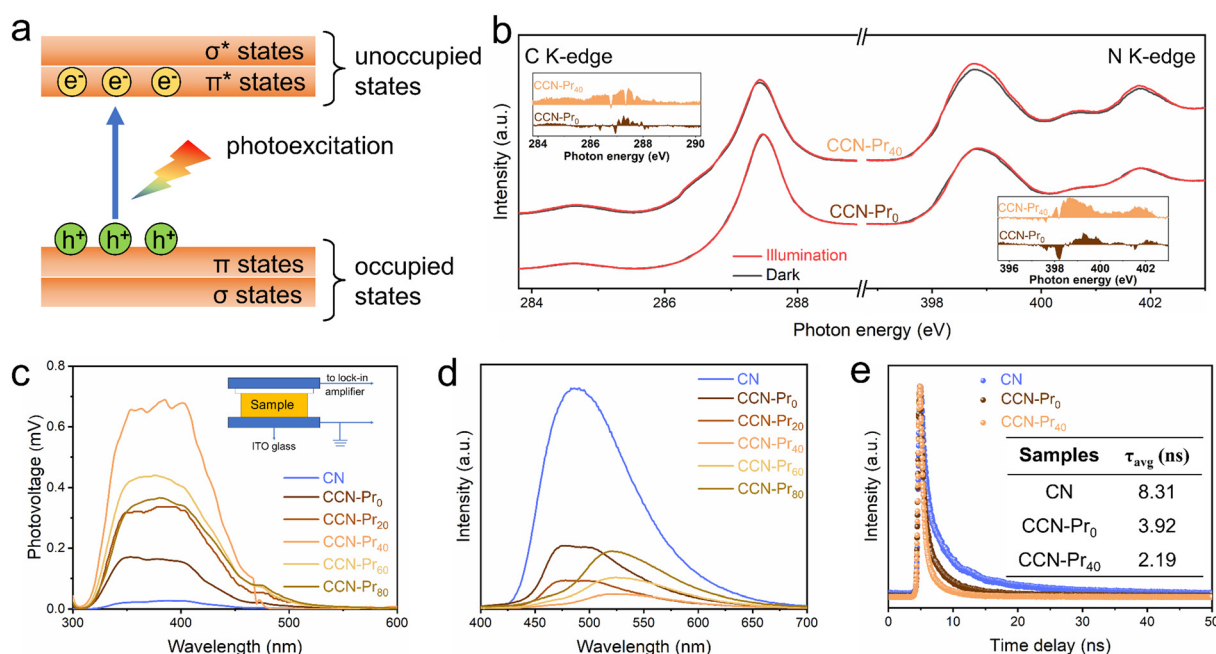 a
σ* states
e- e- e-
π* states
unoccupied
states
photoexcitation
h+ h+ h+
π states
σ states
occupied
states
b
C K-edge
N K-edge
CCN-Pr40
CCN-Pr0
284 286 288 290
Photon energy (eV)
CCN-Pr40
CCN-Pr0
CCN-Pr40
CCN-Pr0
396 398 400 402
Photon energy (eV)
Illumination
Dark
Intensity (a.u.)
284 286 288 398 400 402
Photon energy (eV)
c
to lock-in
amplifier
Sample
ITO glass
CN
CCN-Pr0
CCN-Pr20
CCN-Pr40
CCN-Pr60
CCN-Pr80
Photovoltage (mV)
0.8
0.6
0.4
0.2
0.0
300 400 500 600
Wavelength (nm)
d
CN
CCN-Pr0
CCN-Pr20
CCN-Pr40
CCN-Pr60
CCN-Pr80
Intensity (a.u.)
400 450 500 550 600 650 700
Wavelength (nm)
e
CN
CCN-Pr0
CCN-Pr40
Samples τavg (ns)
CN 8.31
CCN-Pr0 3.92
CCN-Pr40 2.19
Intensity (a.u.)
0 10 20 30 40 50
Time delay (ns)